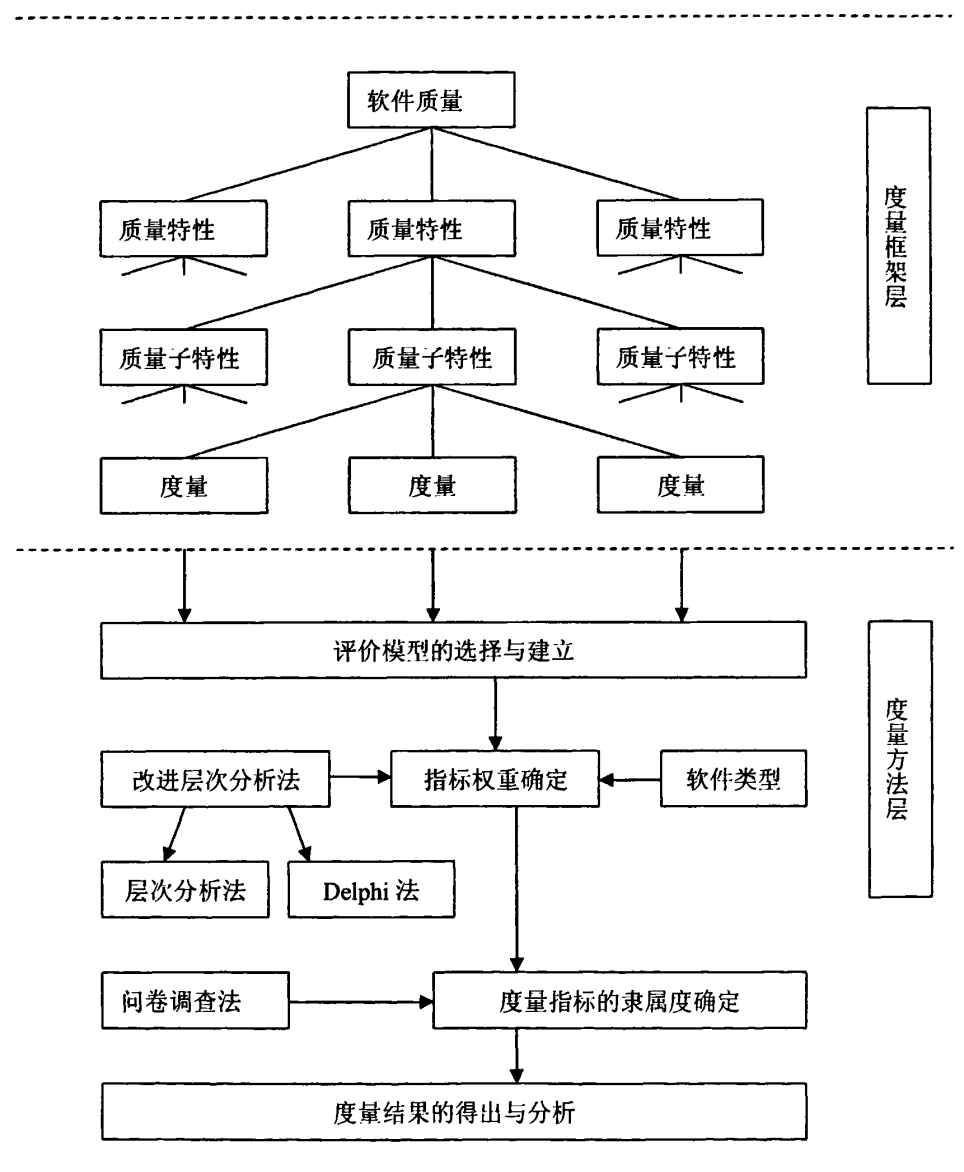 软件质量
质量特性
质量特性
质量特性
度量框架层
质量子特性
质量子特性
质量子特性
度量
度量
度量
评价模型的选择与建立
度量方法层
改进层次分析法
指标权重确定
软件类型
层次分析法
Delphi 法
问卷调查法
度量指标的隶属度确定
度量结果的得出与分析